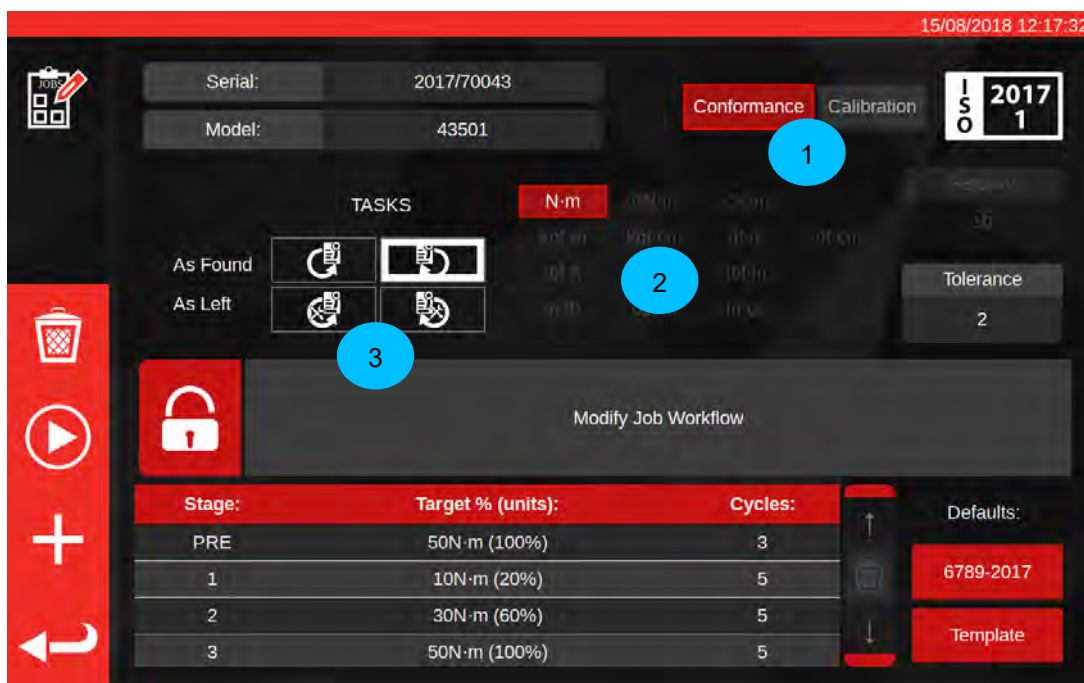 15/08/2018 12:17:32
JOBS
Serial: 2017/70043
Conformance Calibration
ISO 2017 1
Model: 43501
1
TASKS
N·m
As Found
2
Tolerance
As Left
2
3
Modify Job Workflow
Stage: Target % (units): Cycles:
Defaults:
PRE 50N·m (100%) 3
1 10N·m (20%) 5
6789-2017
2 30N·m (60%) 5
Template
3 50N·m (100%) 5